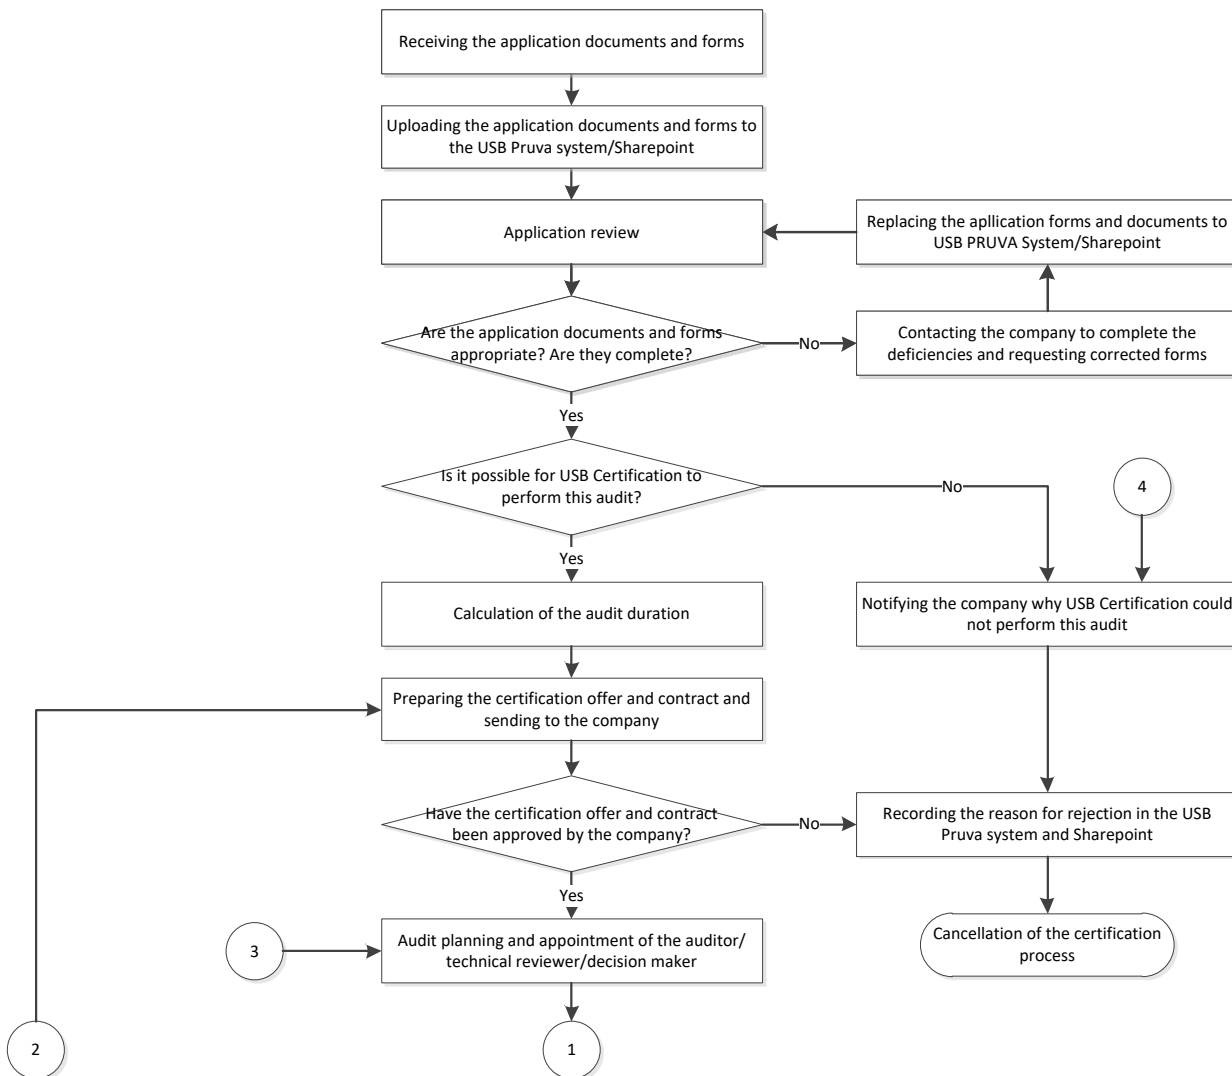 Receiving the application documents and forms
Uploading the application documents and forms to
the USB Pruva system/Sharepoint
Application review
Replacing the apllication forms and documents to
USB PRUVA System/Sharepoint
Are the application documents and forms
appropriate? Are they complete?
No
Contacting the company to complete the
deficiencies and requesting corrected forms
Yes
Is it possible for USB Certification to
perform this audit?
No
4
Yes
Calculation of the audit duration
Notifying the company why USB Certification could
not perform this audit
Preparing the certification offer and contract and
sending to the company
Have the certification offer and contract
been approved by the company?
No
Recording the reason for rejection in the USB
Pruva system and Sharepoint
Yes
3
Audit planning and appointment of the auditor/
technical reviewer/decision maker
Cancellation of the certification
process
2
1